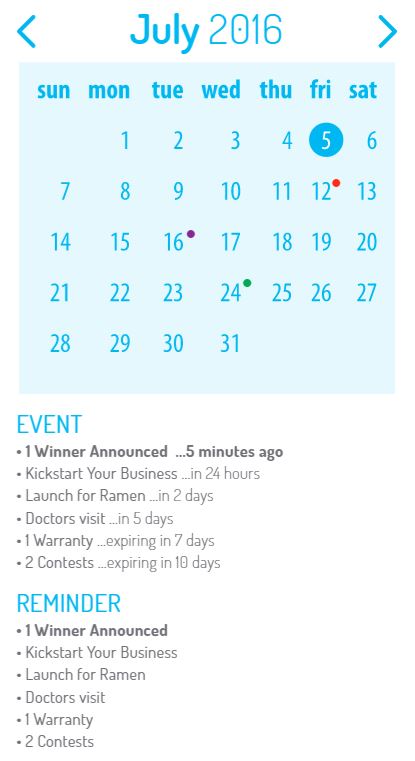 July 2016
sun mon tue wed thu fri sat
1 2 3 4 5 6
7 8 9 10 11 12 13
14 15 16 17 18 19 20
21 22 23 24 25 26 27
28 29 30 31
EVENT
• 1 Winner Announced ...5 minutes ago
• Kickstart Your Business ...in 24 hours
• Launch for Ramen ...in 2 days
• Doctors visit ...in 5 days
• 1 Warranty ...expiring in 7 days
• 2 Contests ...expiring in 10 days
REMINDER
• 1 Winner Announced
• Kickstart Your Business
• Launch for Ramen
• Doctors visit
• 1 Warranty
• 2 Contests